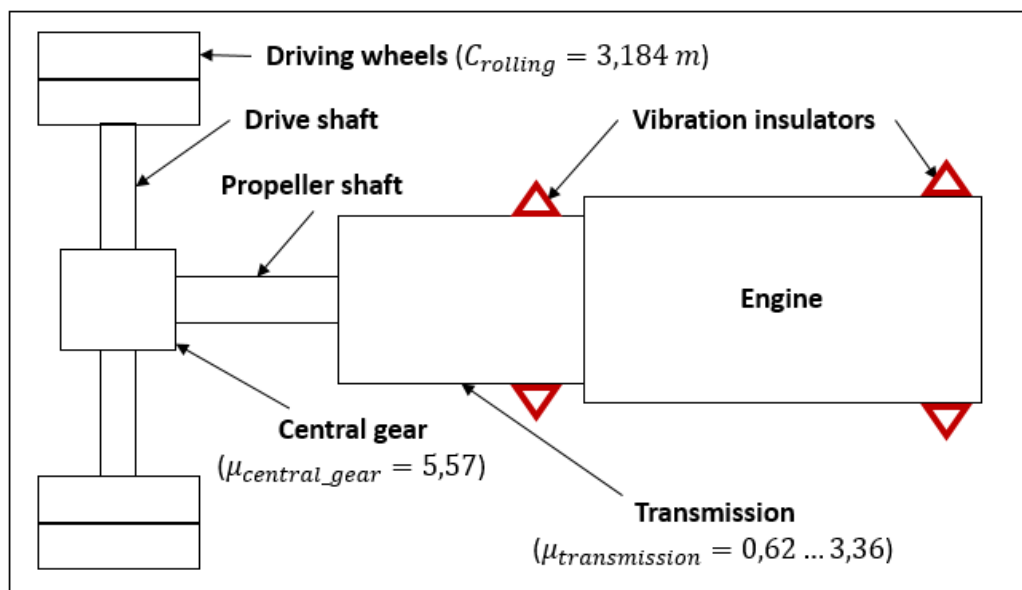 Driving wheels (C_rolling = 3,184 m)
Drive shaft
Vibration insulators
Propeller shaft
Engine
Central gear
(μ_central_gear = 5,57)
Transmission
(μ_transmission = 0,62 … 3,36)